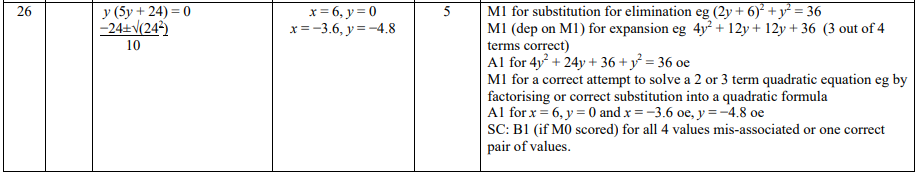 26
y (5y + 24) = 0
−24±√(24²)
10
x = 6, y = 0
x = −3.6, y = −4.8
5
M1 for substitution for elimination eg (2y + 6)² + y² = 36
M1 (dep on M1) for expansion eg 4y² + 12y + 12y + 36 (3 out of 4
terms correct)
A1 for 4y² + 24y + 36 + y² = 36 oe
M1 for a correct attempt to solve a 2 or 3 term quadratic equation eg by
factorising or correct substitution into a quadratic formula
A1 for x = 6, y = 0 and x = −3.6 oe, y = −4.8 oe
SC: B1 (if M0 scored) for all 4 values mis-associated or one correct
pair of values.